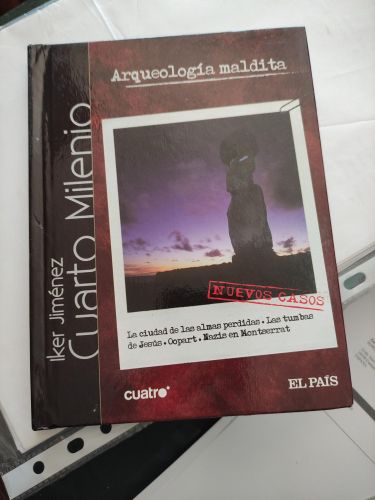 Arqueología maldita
Iker Jiménez
Cuarto Milenio
NUEVOS CASOS
La ciudad de las almas perdidas. Las tumbas
de Jesús. Oopart. Nazis en Montserrat
cuatro
EL PAÍS